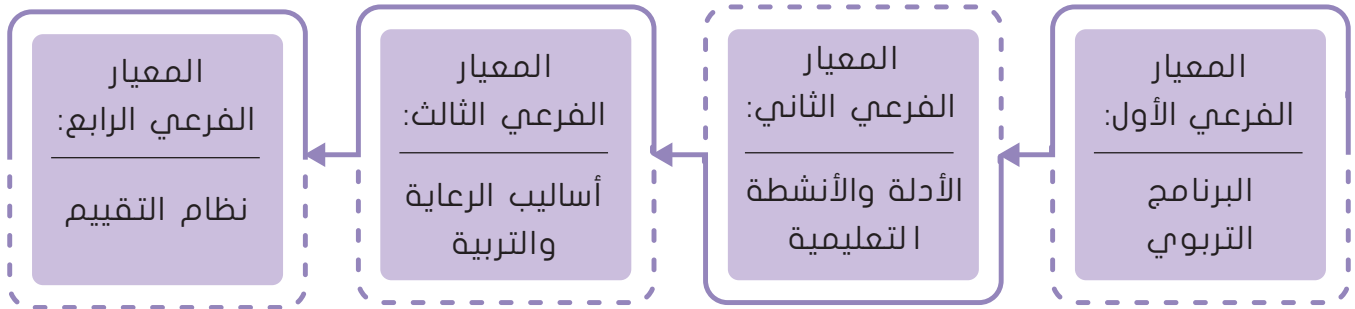 المعيار
الفرعي الأول:
البرنامج
التربوي
المعيار
الفرعي الثاني:
الأدلة والأنشطة
التعليمية
المعيار
الفرعي الثالث:
أساليب الرعاية
والتربية
المعيار
الفرعي الرابع:
نظام التقييم